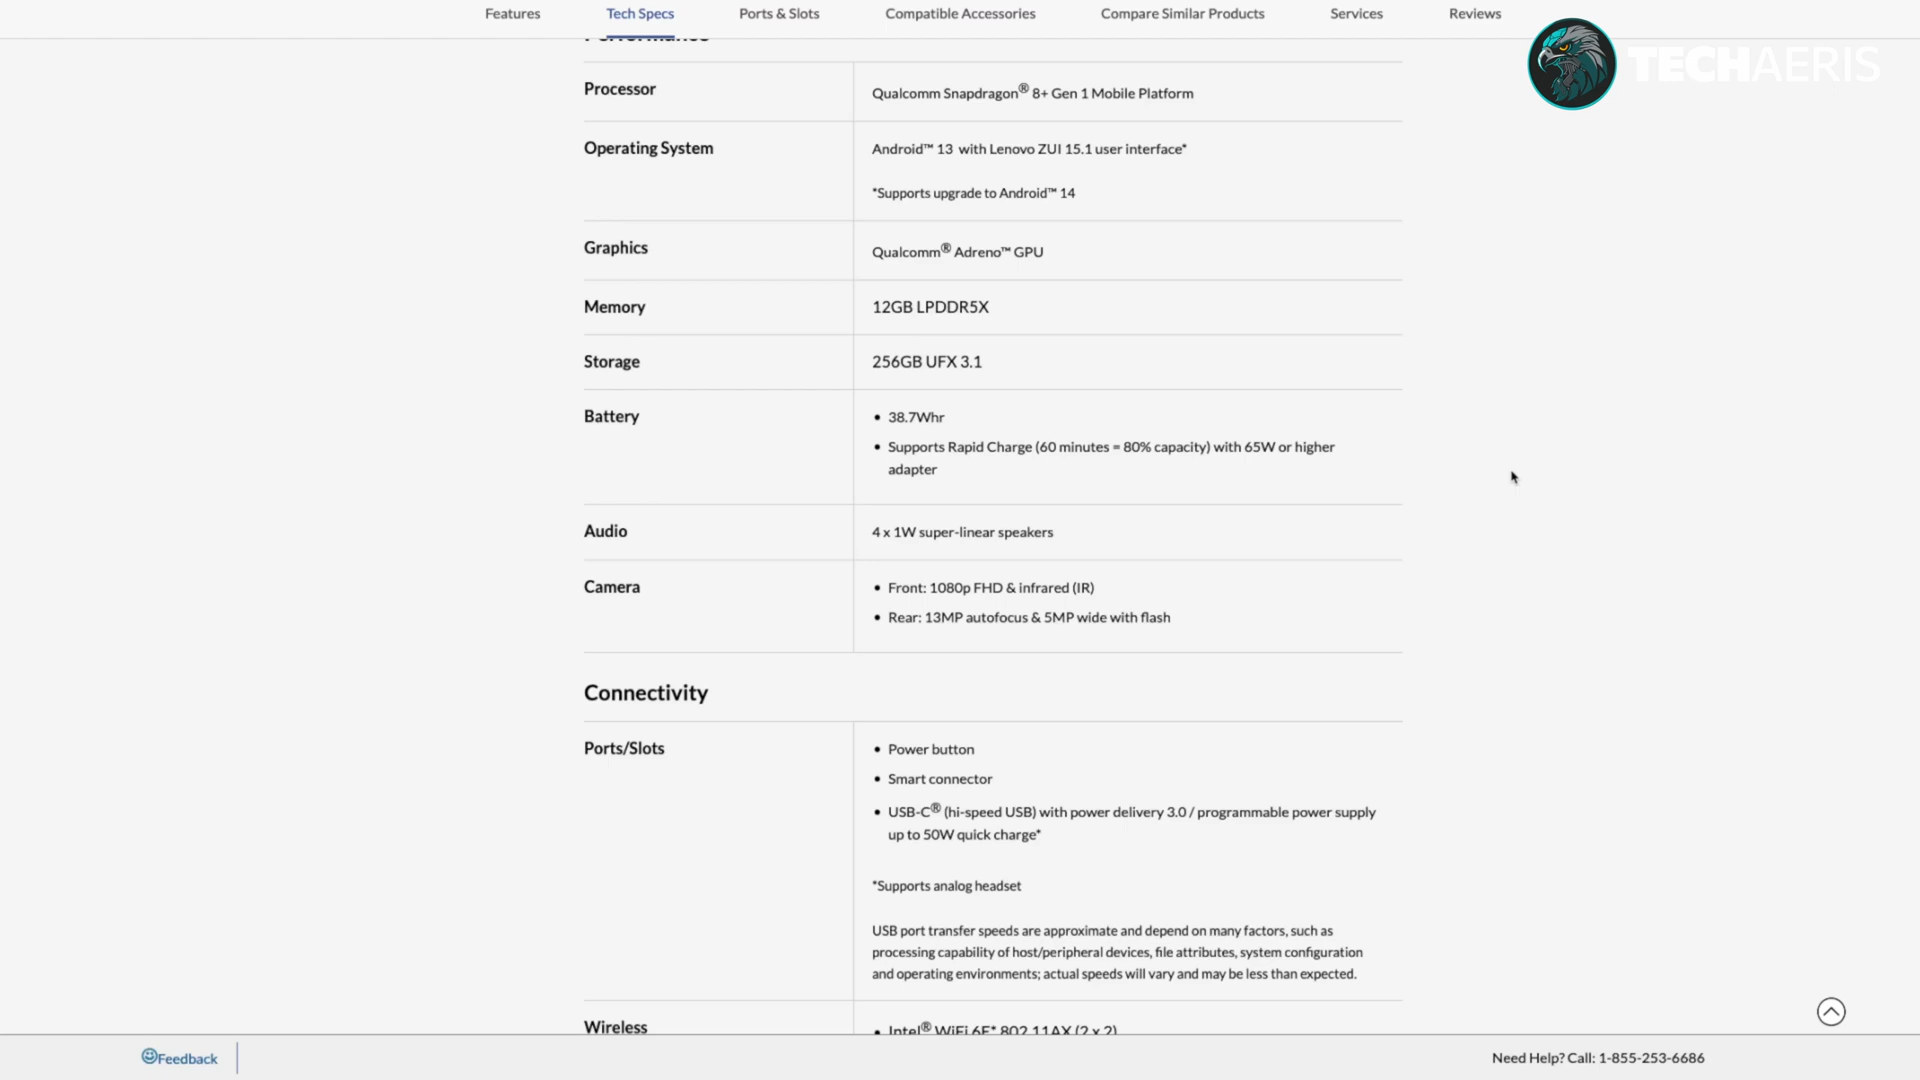 Features Tech Specs Ports & Slots Compatible Accessories Compare Similar Products Services Reviews
TECHAERIS
Performance
Processor Qualcomm Snapdragon® 8+ Gen 1 Mobile Platform
Operating System Android™ 13 with Lenovo ZUI 15.1 user interface*
*Supports upgrade to Android™ 14
Graphics Qualcomm® Adreno™ GPU
Memory 12GB LPDDR5X
Storage 256GB UFX 3.1
Battery • 38.7Whr
• Supports Rapid Charge (60 minutes = 80% capacity) with 65W or higher
adapter
Audio 4 x 1W super-linear speakers
Camera • Front: 1080p FHD & infrared (IR)
• Rear: 13MP autofocus & 5MP wide with flash
Connectivity
Ports/Slots • Power button
• Smart connector
• USB-C® (hi-speed USB) with power delivery 3.0 / programmable power supply
up to 50W quick charge*
*Supports analog headset
USB port transfer speeds are approximate and depend on many factors, such as
processing capability of host/peripheral devices, file attributes, system configuration
and operating environments; actual speeds will vary and may be less than expected.
Wireless • Intel® WiFi 6E* 802.11AX (2 x 2)
Feedback Need Help? Call: 1-855-253-6686